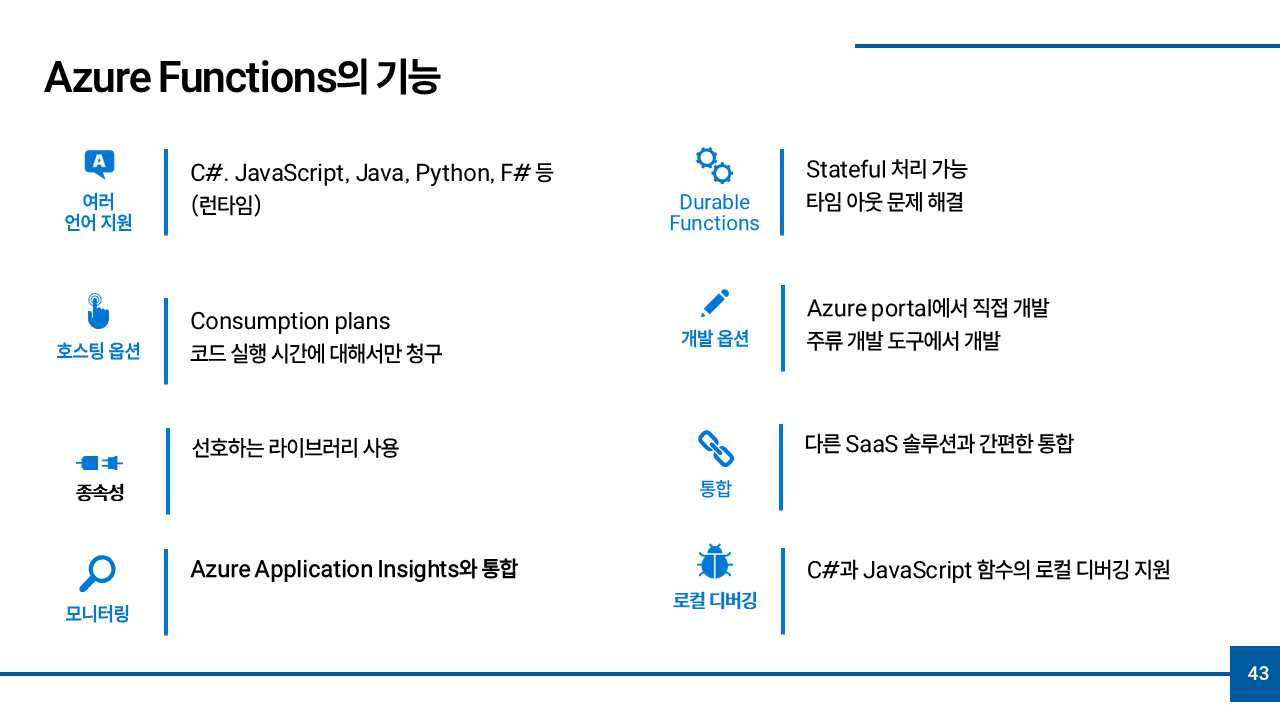 Azure Functions의 기능
A
여러
언어 지원
C#. JavaScript, Java, Python, F# 등
(런타임)
호스팅 옵션
Consumption plans
코드 실행 시간에 대해서만 청구
종속성
선호하는 라이브러리 사용
모니터링
Azure Application Insights와 통합
Durable
Functions
Stateful 처리 가능
타임 아웃 문제 해결
개발 옵션
Azure portal에서 직접 개발
주류 개발 도구에서 개발
통합
다른 SaaS 솔루션과 간편한 통합
로컬 디버깅
C#과 JavaScript 함수의 로컬 디버깅 지원
43